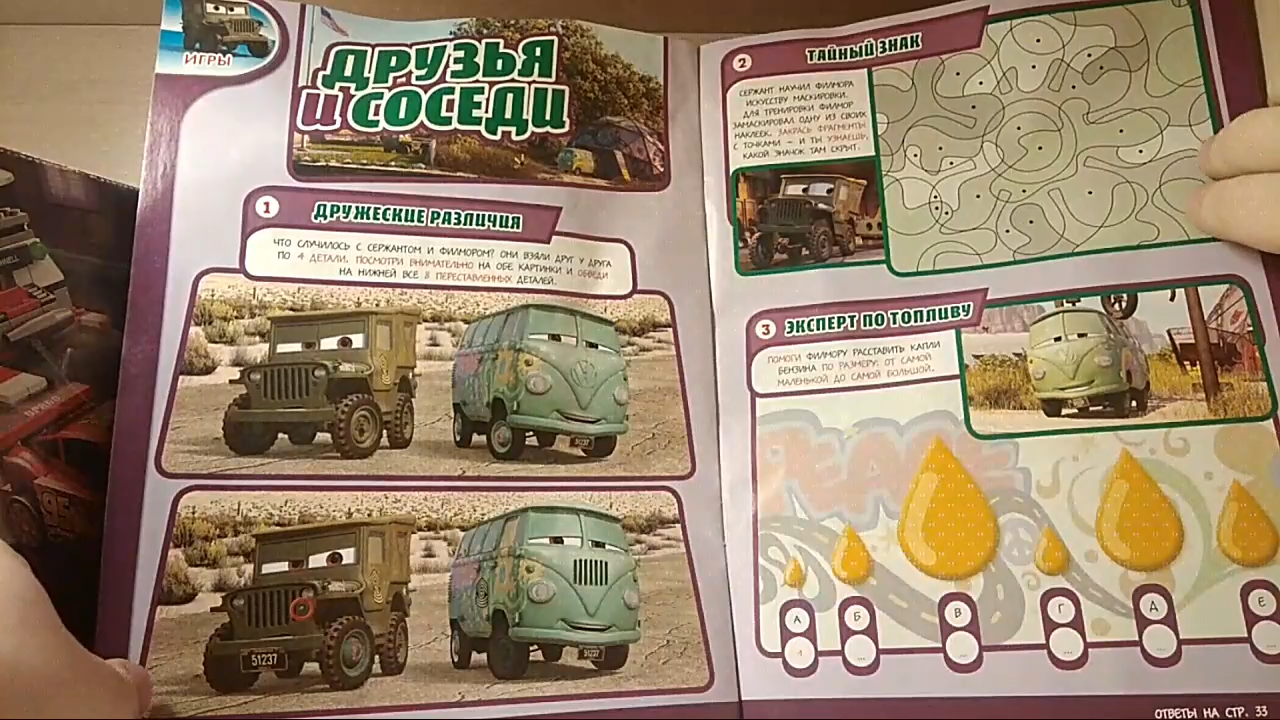 ИГРЫ
ДРУЗЬЯ
И СОСЕДИ
1
ДРУЖЕСКИЕ РАЗЛИЧИЯ
ЧТО СЛУЧИЛОСЬ С СЕРЖАНТОМ И ФИЛМОРОМ? ОНИ ВЗЯЛИ ДРУГ У ДРУГА
ПО 4 ДЕТАЛИ. ПОСМОТРИ ВНИМАТЕЛЬНО НА ОБЕ КАРТИНКИ И ОБВЕДИ
НА НИЖНЕЙ ВСЕ 8 ПЕРЕСТАВЛЕННЫХ ДЕТАЛЕЙ.
51237
51237
51237
2
ТАЙНЫЙ ЗНАК
СЕРЖАНТ НАУЧИЛ ФИЛМОРА
ИСКУССТВУ МАСКИРОВКИ.
ДЛЯ ТРЕНИРОВКИ ФИЛМОР
ЗАМАСКИРОВАЛ ОДНУ ИЗ СВОИХ
НАКЛЕЕК. ЗАКРАСЬ ФРАГМЕНТЫ
С ТОЧКАМИ – И ТЫ УЗНАЕШЬ,
КАКОЙ ЗНАЧОК ТАМ СКРЫТ.
3
ЭКСПЕРТ ПО ТОПЛИВУ
ПОМОГИ ФИЛМОРУ РАССТАВИТЬ КАПЛИ
БЕНЗИНА ПО РАЗМЕРУ: ОТ САМОЙ
МАЛЕНЬКОЙ ДО САМОЙ БОЛЬШОЙ.
А Б В Г Д Е
1 ... ... ... ... ...
ОТВЕТЫ НА СТР. 33
95